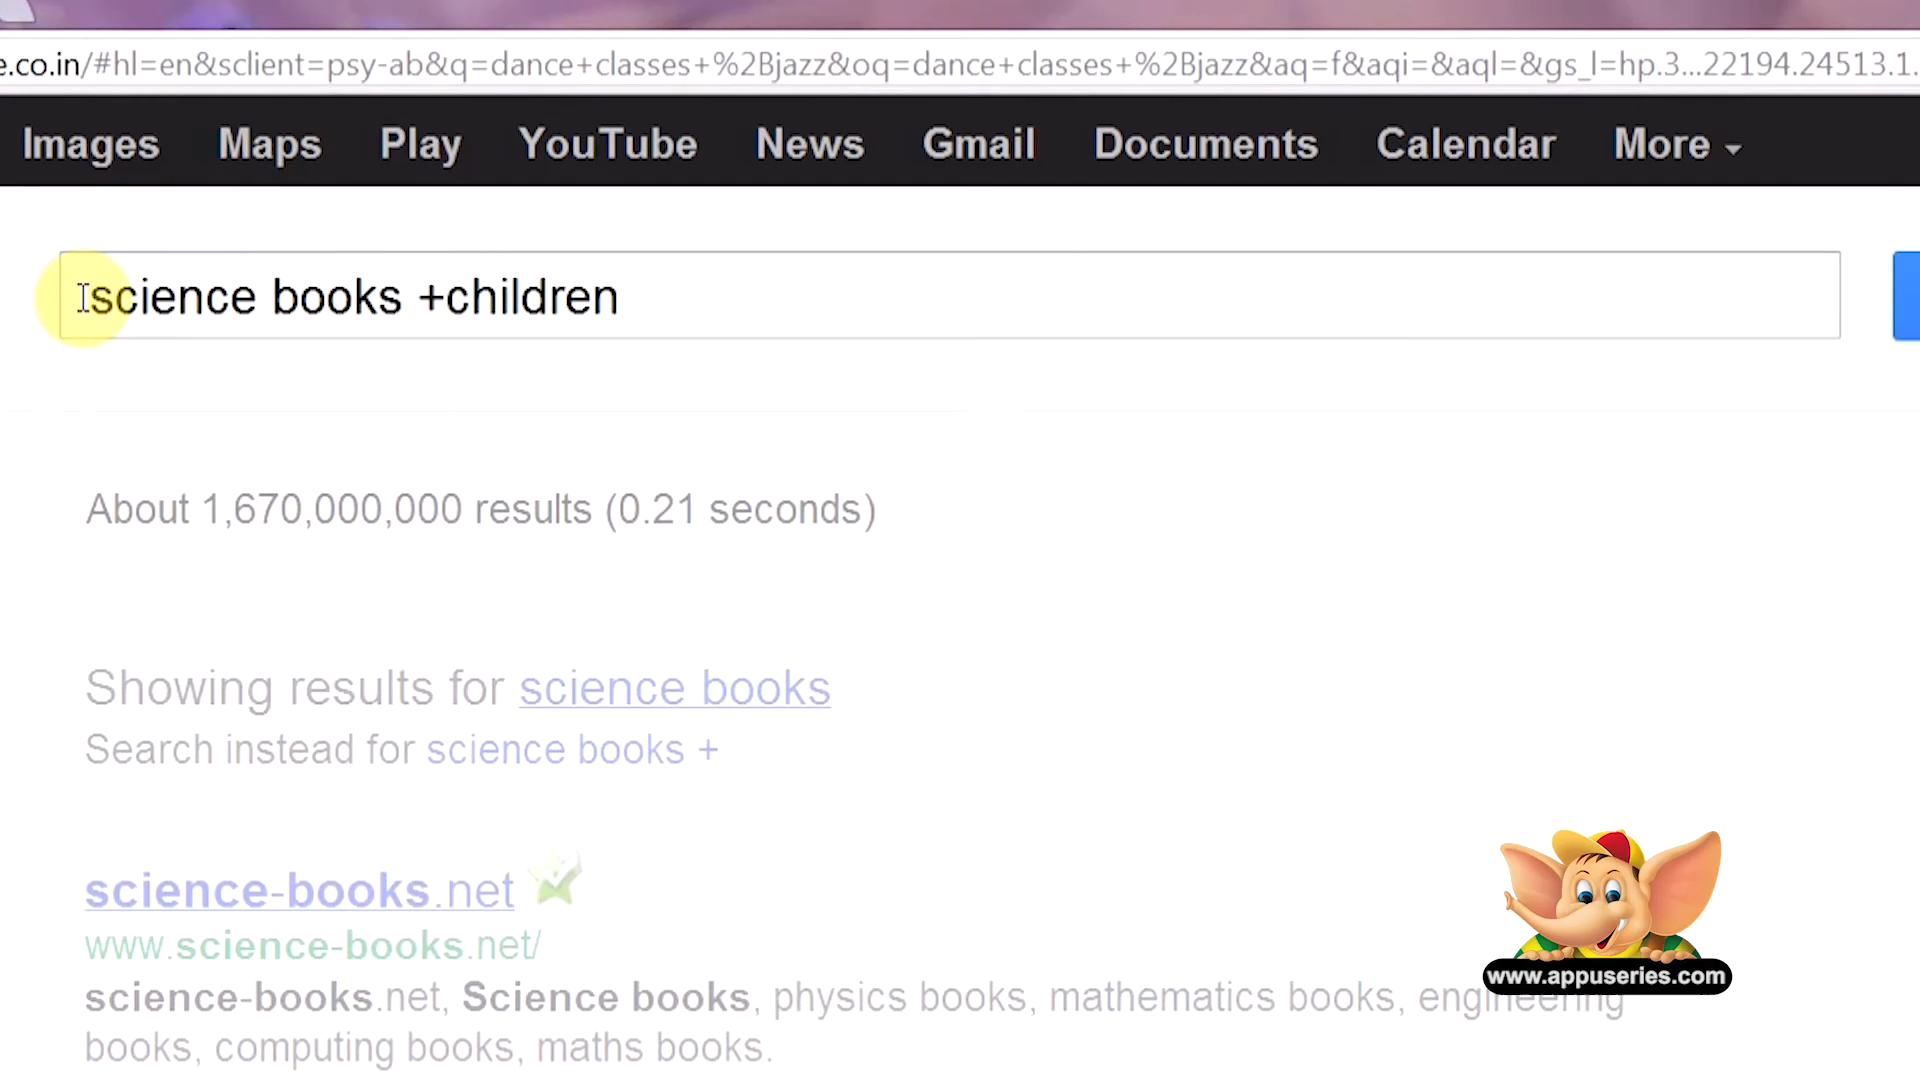 e.co.in/#hl=en&sclient=psy-ab&q=dance+classes+%2Bjazz&oq=dance+classes+%2Bjazz&aq=f&aqi=&aql=&gs_l=hp.3...22194.24513.1.
Images Maps Play YouTube News Gmail Documents Calendar More
science books +children
About 1,670,000,000 results (0.21 seconds)
Showing results for science books
Search instead for science books +
science-books.net
www.science-books.net/
www.appuseries.com
science-books.net, Science books, physics books, mathematics books, engineering
books, computing books, maths books.